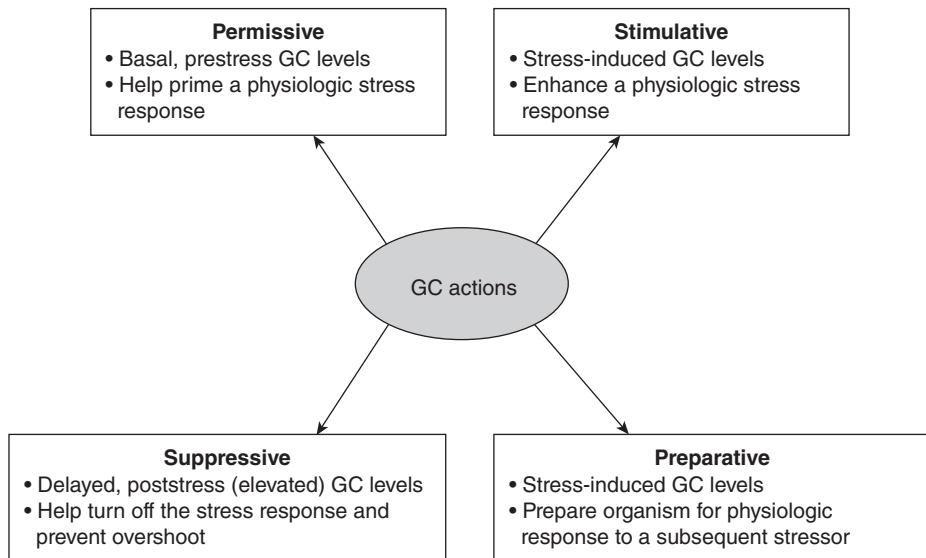 Permissive
• Basal, prestress GC levels
• Help prime a physiologic stress
response
Stimulative
• Stress-induced GC levels
• Enhance a physiologic stress
response
GC actions
Suppressive
• Delayed, poststress (elevated) GC levels
• Help turn off the stress response and
prevent overshoot
Preparative
• Stress-induced GC levels
• Prepare organism for physiologic
response to a subsequent stressor